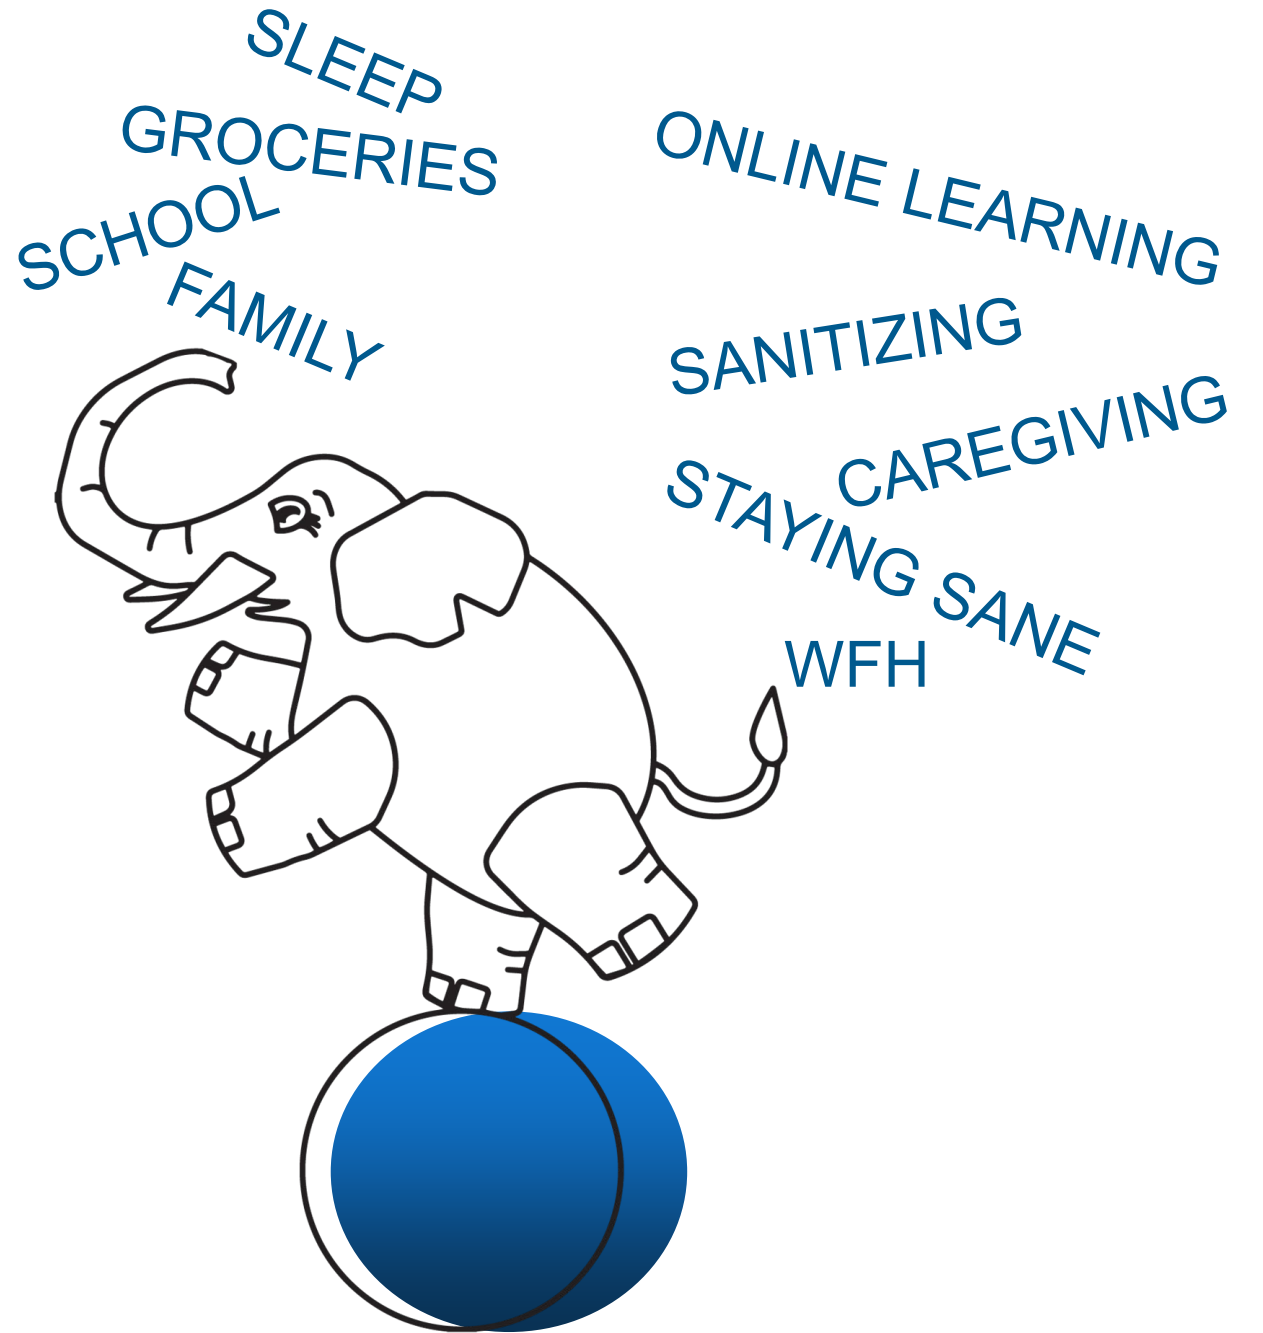 SLEEP
GROCERIES
SCHOOL
FAMILY
ONLINE LEARNING
SANITIZING
CAREGIVING
STAYING SANE
WFH